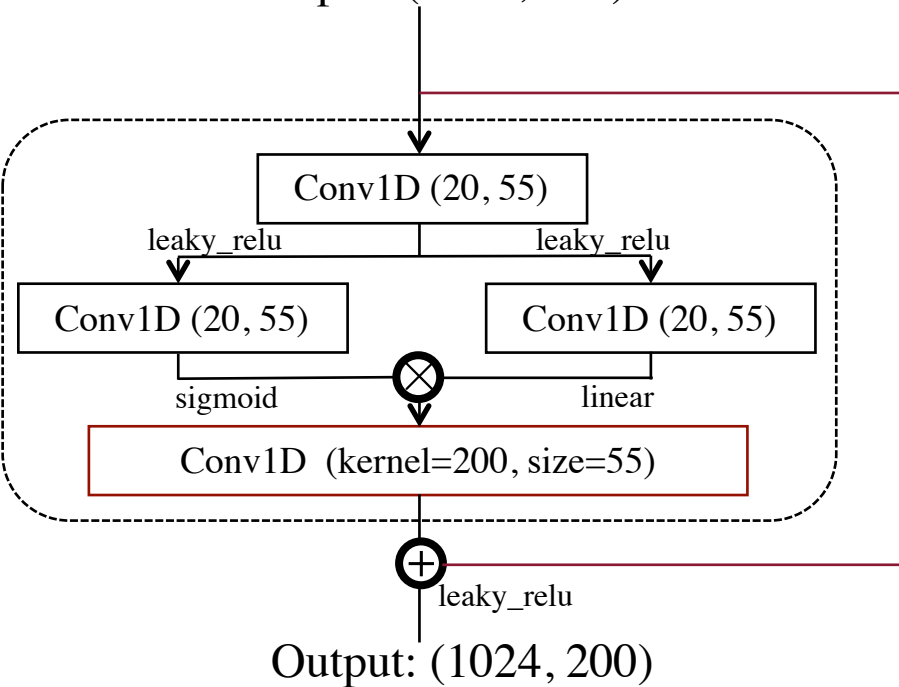 Conv1D (20, 55)
leaky_relu leaky_relu
Conv1D (20, 55) Conv1D (20, 55)
sigmoid linear
Conv1D (kernel=200, size=55)
leaky_relu
Output: (1024, 200)